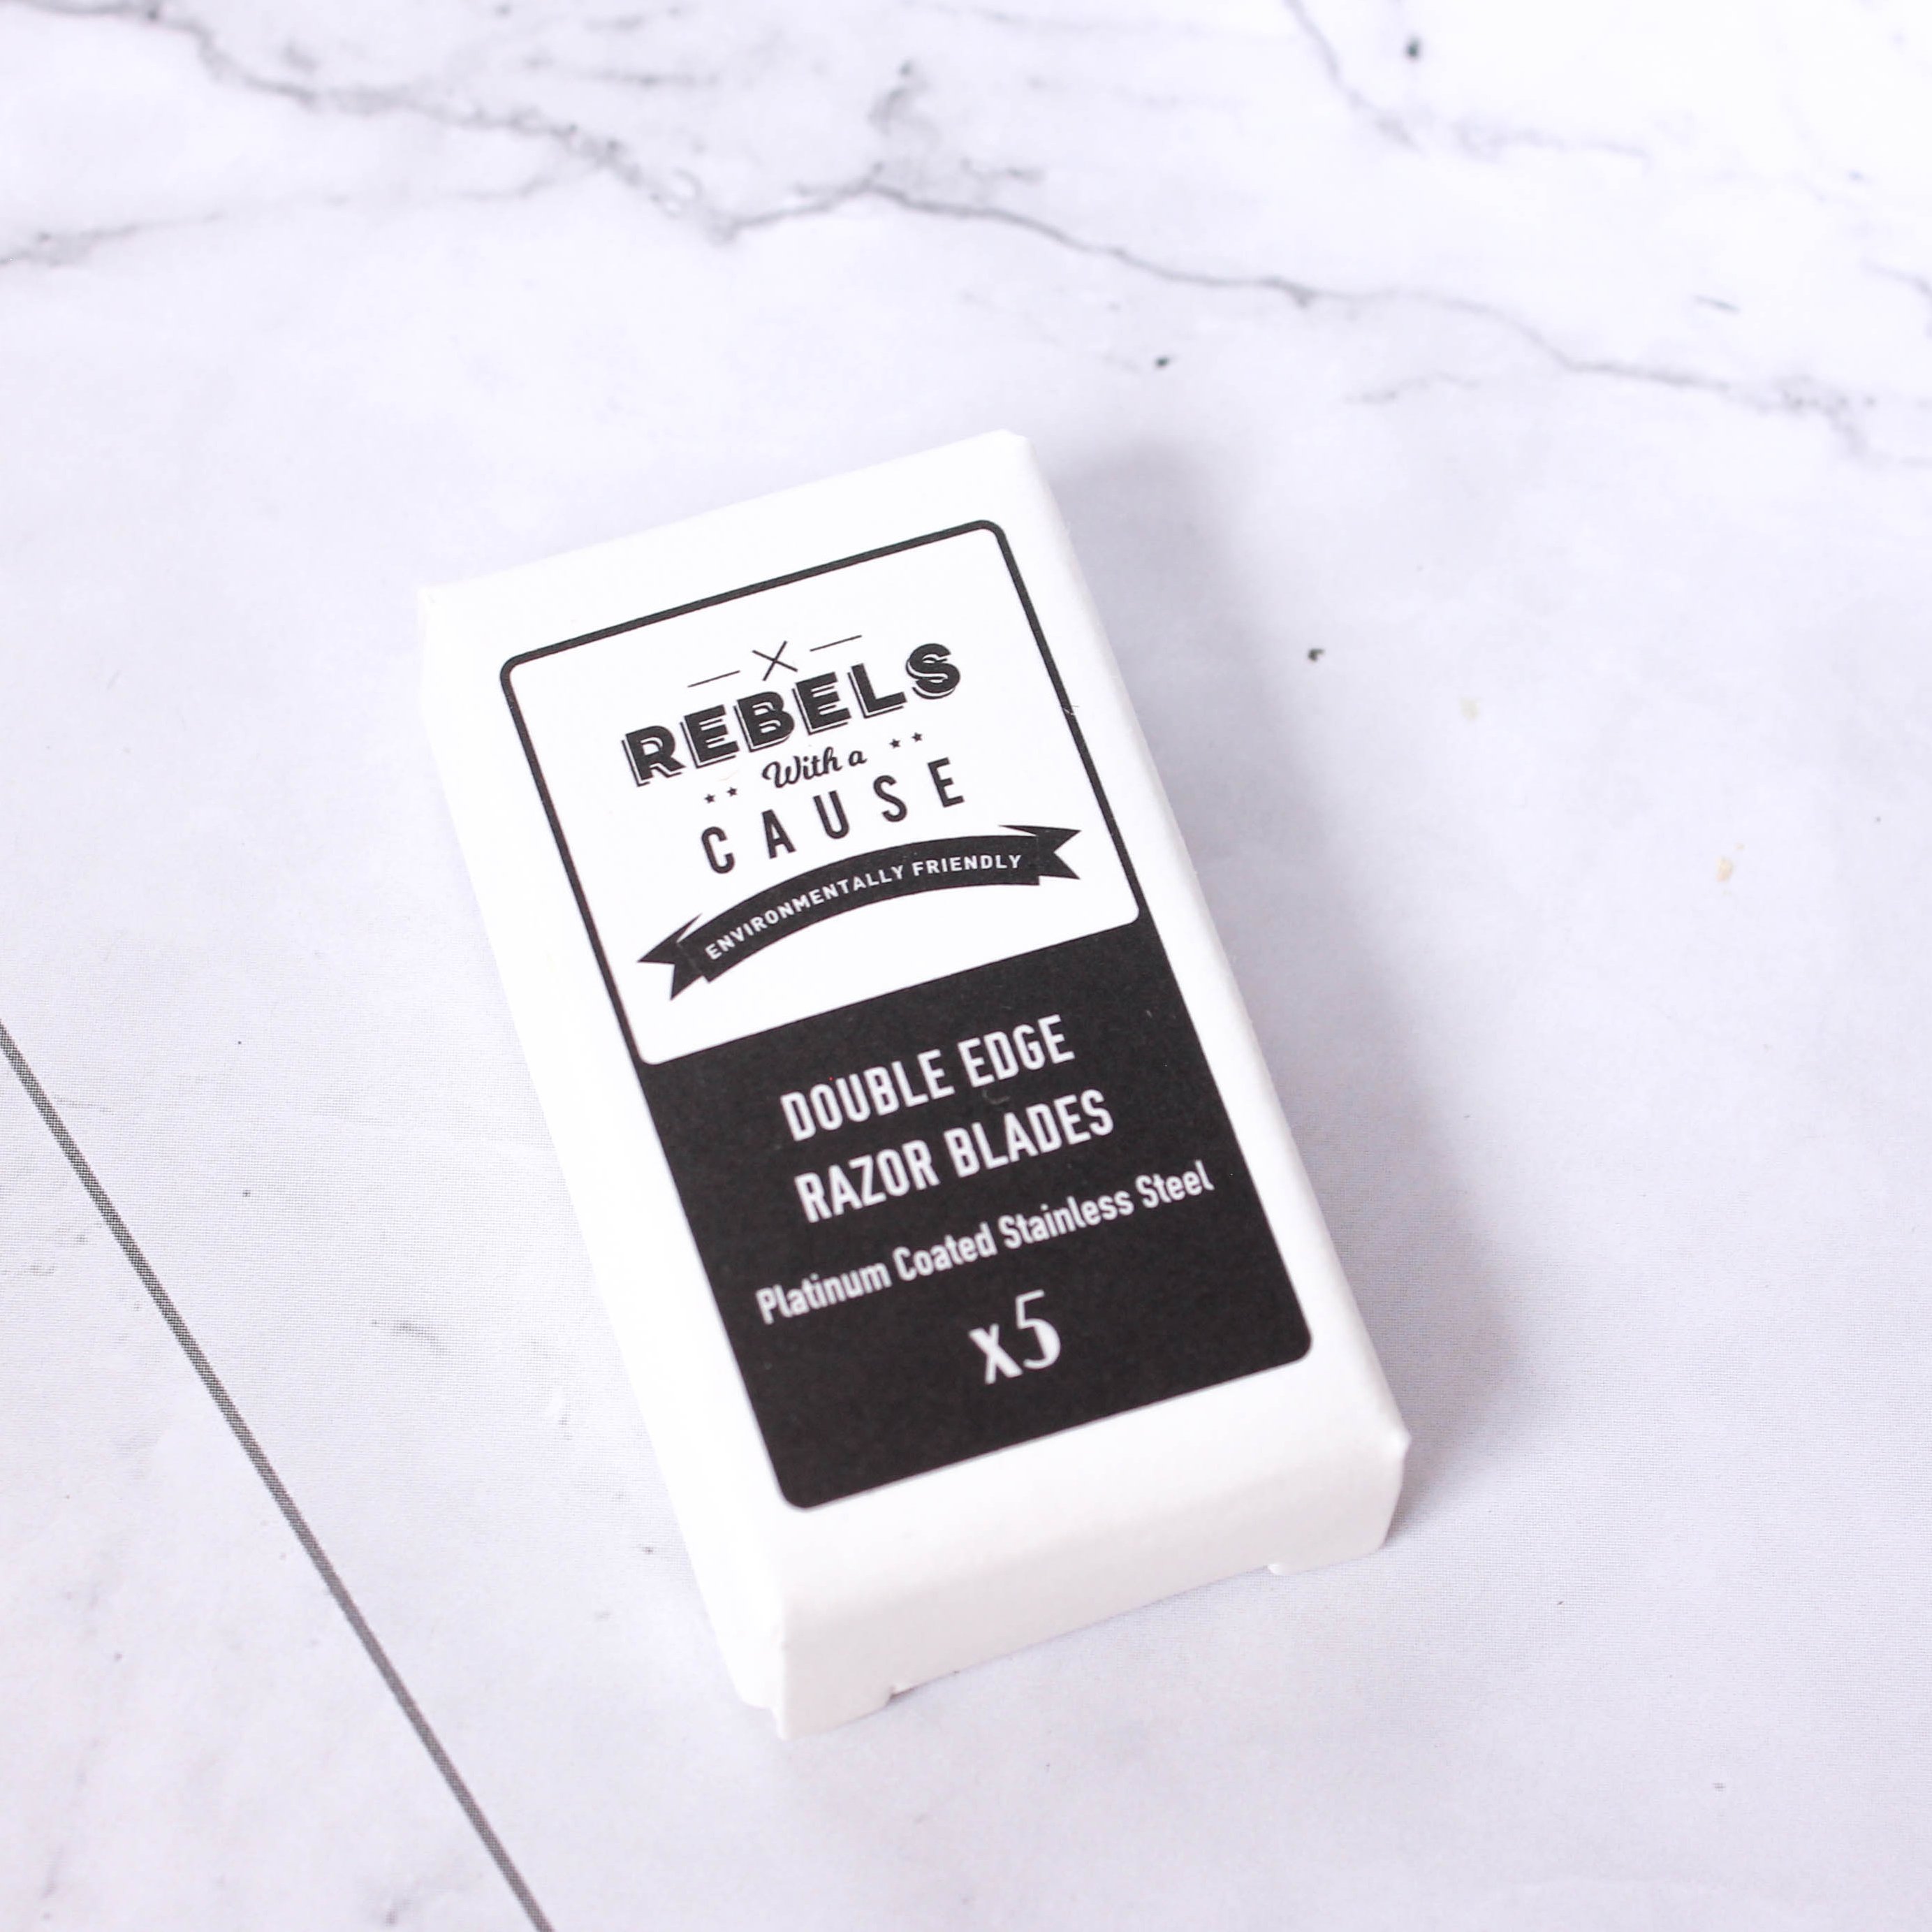 REBELS
With a
CAUSE
ENVIRONMENTALLY FRIENDLY
DOUBLE EDGE
RAZOR BLADES
Platinum Coated Stainless Steel
x5